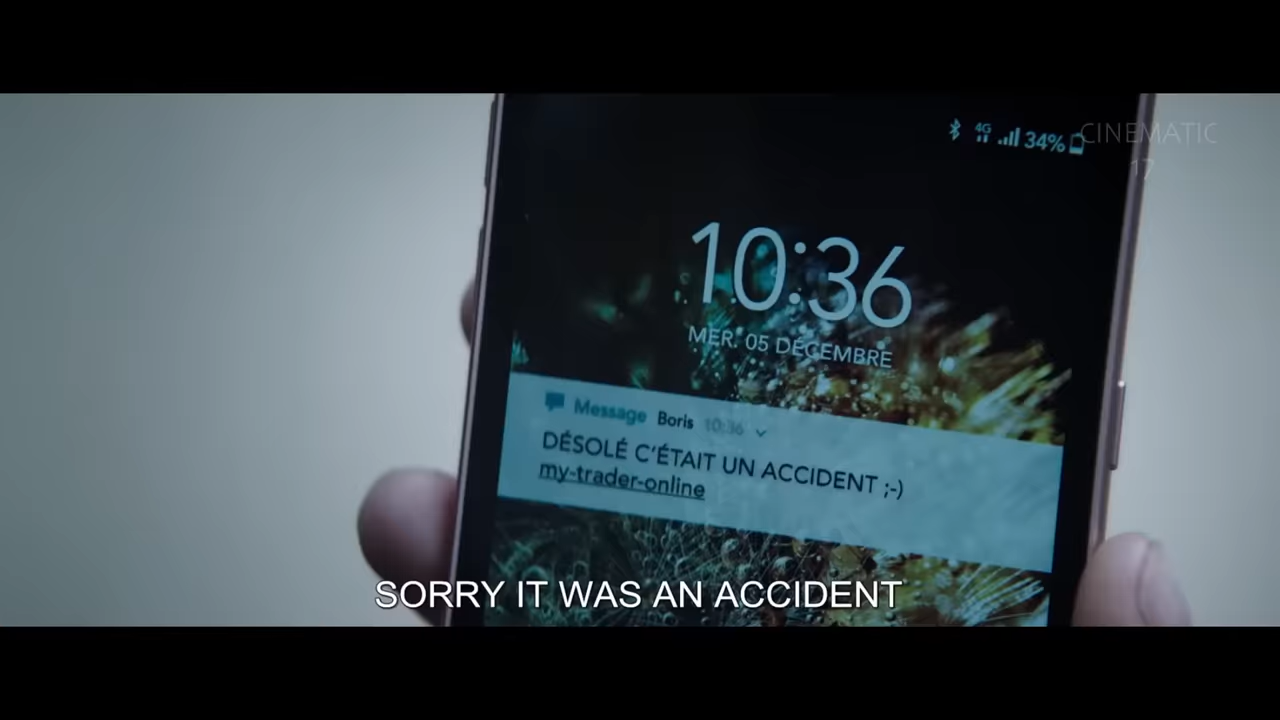 4G 34%
CINEMATIC
17
10:36
MER. 05 DÉCEMBRE
Message Boris 10:36
DÉSOLÉ C'ÉTAIT UN ACCIDENT ;-)
my-trader-online
SORRY IT WAS AN ACCIDENT